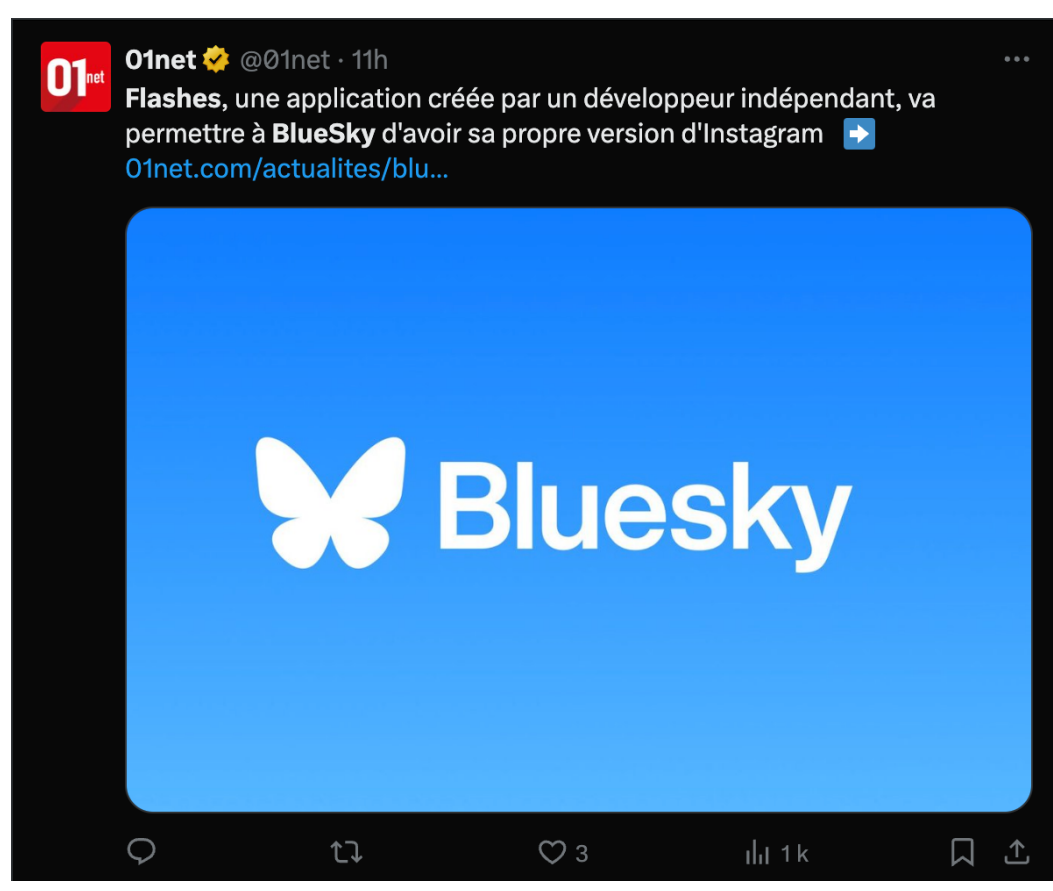 01net
01net @01net · 11h
Flashes, une application créée par un développeur indépendant, va
permettre à BlueSky d'avoir sa propre version d'Instagram ➡️
01net.com/actualites/blu...
Bluesky
3
1 k